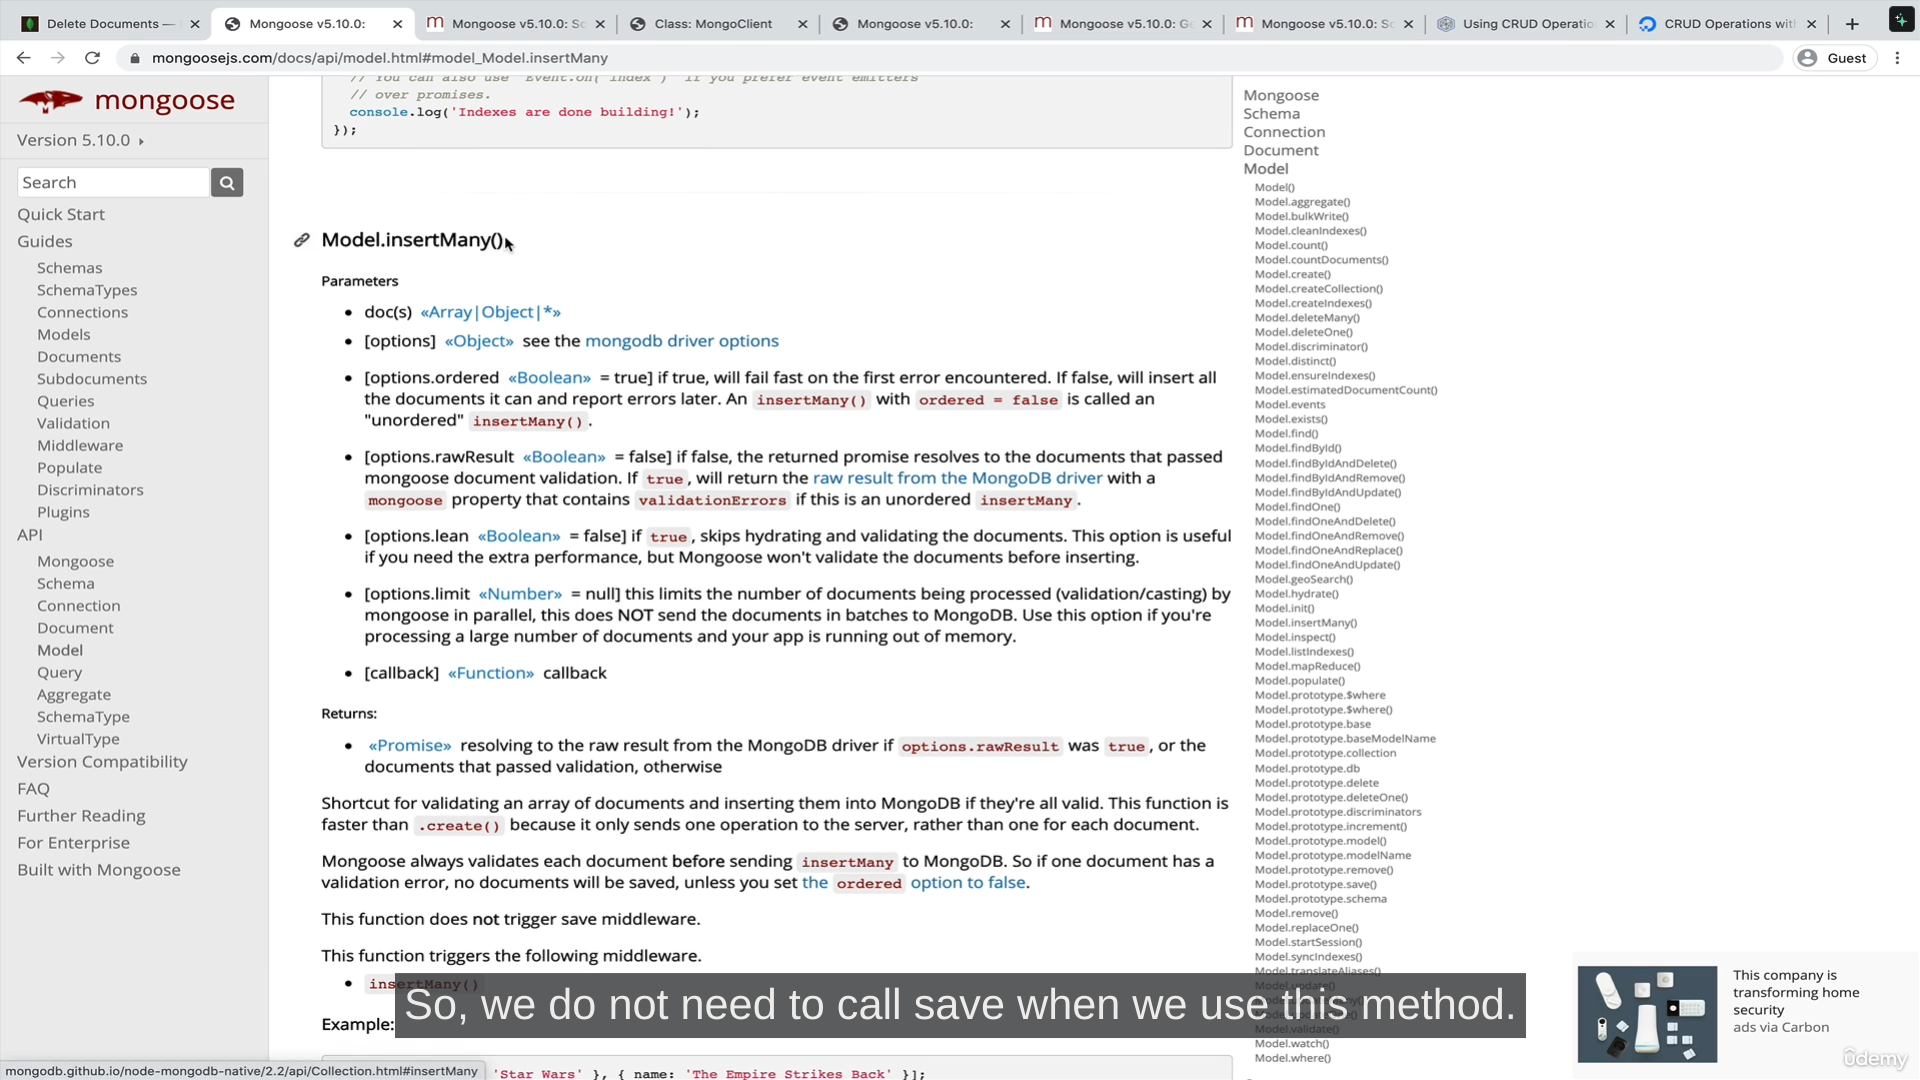 Delete Documents —
Mongoose v5.10.0:
Mongoose v5.10.0: Sc
Class: MongoClient
Mongoose v5.10.0:
Mongoose v5.10.0: Ge
Mongoose v5.10.0: Sc
Using CRUD Operatio
CRUD Operations with
mongoosejs.com/docs/api/model.html#model_Model.insertMany
Guest
mongoose
Version 5.10.0
Search
Quick Start
Guides
Schemas
SchemaTypes
Connections
Models
Documents
Subdocuments
Queries
Validation
Middleware
Populate
Discriminators
Plugins
API
Mongoose
Schema
Connection
Document
Model
Query
Aggregate
SchemaType
VirtualType
Version Compatibility
FAQ
Further Reading
For Enterprise
Built with Mongoose
// You can also use `Event.on('index')` if you prefer event emitters
// over promises.
console.log('Indexes are done building!');
});
Model.insertMany()
Parameters
• doc(s) «Array|Object|*»
• [options] «Object» see the mongodb driver options
• [options.ordered «Boolean» = true] if true, will fail fast on the first error encountered. If false, will insert all
the documents it can and report errors later. An insertMany() with ordered = false is called an
"unordered" insertMany().
• [options.rawResult «Boolean» = false] if false, the returned promise resolves to the documents that passed
mongoose document validation. If true, will return the raw result from the MongoDB driver with a
mongoose property that contains validationErrors if this is an unordered insertMany.
• [options.lean «Boolean» = false] if true, skips hydrating and validating the documents. This option is useful
if you need the extra performance, but Mongoose won't validate the documents before inserting.
• [options.limit «Number» = null] this limits the number of documents being processed (validation/casting) by
mongoose in parallel, this does NOT send the documents in batches to MongoDB. Use this option if you're
processing a large number of documents and your app is running out of memory.
• [callback] «Function» callback
Returns:
• «Promise» resolving to the raw result from the MongoDB driver if options.rawResult was true, or the
documents that passed validation, otherwise
Shortcut for validating an array of documents and inserting them into MongoDB if they're all valid. This function is
faster than .create() because it only sends one operation to the server, rather than one for each document.
Mongoose always validates each document before sending insertMany to MongoDB. So if one document has a
validation error, no documents will be saved, unless you set the ordered option to false.
This function does not trigger save middleware.
This function triggers the following middleware.
• insertMany()
Example:
'Star Wars' }, { name: 'The Empire Strikes Back' }];
Mongoose
Schema
Connection
Document
Model
Model()
Model.aggregate()
Model.bulkWrite()
Model.cleanIndexes()
Model.count()
Model.countDocuments()
Model.create()
Model.createCollection()
Model.createIndexes()
Model.deleteMany()
Model.deleteOne()
Model.discriminator()
Model.distinct()
Model.ensureIndexes()
Model.estimatedDocumentCount()
Model.events
Model.exists()
Model.find()
Model.findById()
Model.findByIdAndDelete()
Model.findByIdAndRemove()
Model.findByIdAndUpdate()
Model.findOne()
Model.findOneAndDelete()
Model.findOneAndRemove()
Model.findOneAndReplace()
Model.findOneAndUpdate()
Model.geoSearch()
Model.hydrate()
Model.init()
Model.insertMany()
Model.inspect()
Model.listIndexes()
Model.mapReduce()
Model.populate()
Model.prototype.$where
Model.prototype.$where()
Model.prototype.base
Model.prototype.baseModelName
Model.prototype.collection
Model.prototype.db
Model.prototype.delete
Model.prototype.deleteOne()
Model.prototype.discriminators
Model.prototype.increment()
Model.prototype.model()
Model.prototype.modelName
Model.prototype.remove()
Model.prototype.save()
Model.prototype.schema
Model.remove()
Model.replaceOne()
Model.startSession()
Model.syncIndexes()
Model.translateAliases()
Model.update()
Model.validate()
Model.watch()
Model.where()
This company is
transforming home
security
ads via Carbon
So, we do not need to call save when we use this method.
mongodb.github.io/node-mongodb-native/2.2/api/Collection.html#insertMany
ûdemy